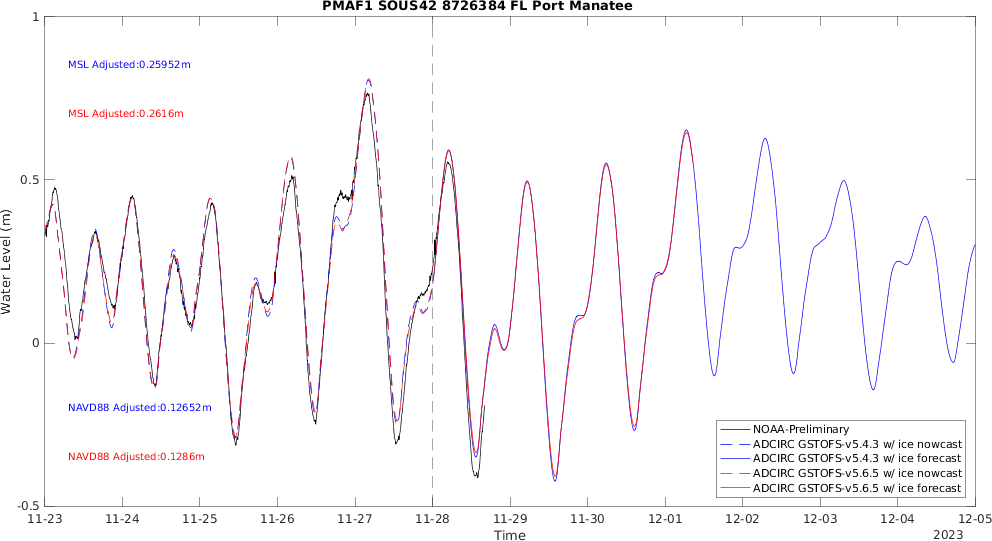 PMAF1 SOUS42 8726384 FL Port Manatee
1
MSL Adjusted:0.25952m
MSL Adjusted:0.2616m
0.5
Water Level (m)
0
NAVD88 Adjusted:0.12652m
NAVD88 Adjusted:0.1286m
NOAA-Preliminary
ADCIRC GSTOFS-v5.4.3 w/ ice nowcast
ADCIRC GSTOFS-v5.4.3 w/ ice forecast
ADCIRC GSTOFS-v5.6.5 w/ ice nowcast
ADCIRC GSTOFS-v5.6.5 w/ ice forecast
-0.5
11-23 11-24 11-25 11-26 11-27 11-28 11-29 11-30 12-01 12-02 12-03 12-04 12-05
Time
2023